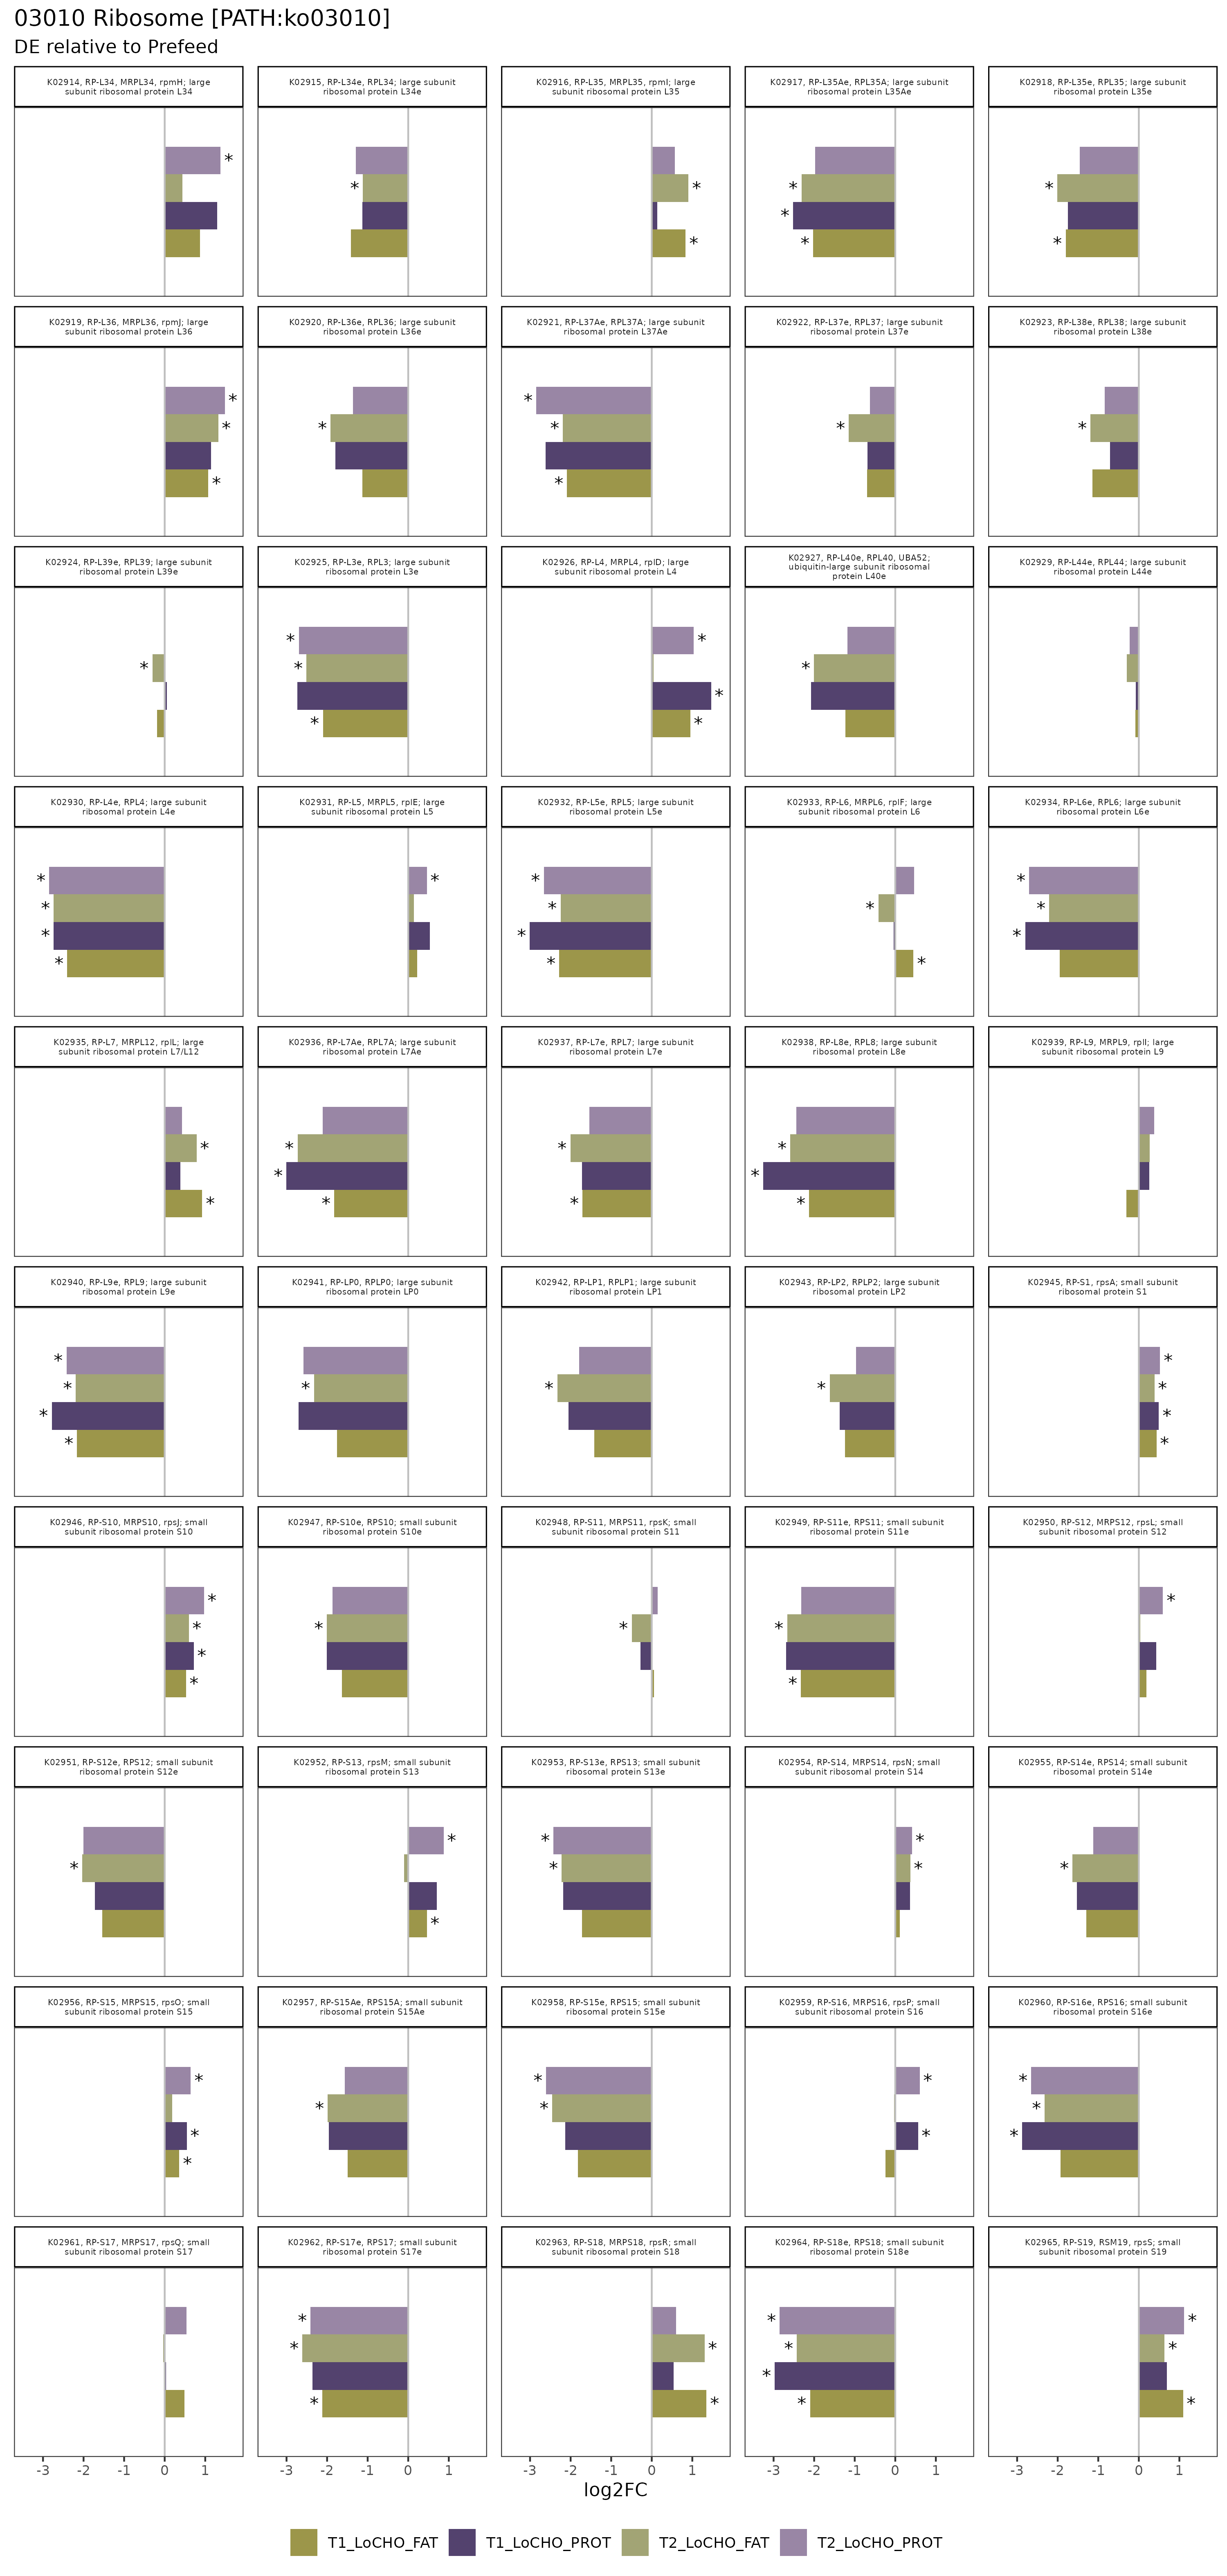 03010 Ribosome [PATH:ko03010]
DE relative to Prefeed
K02914, RP-L34, MRPL34, rpmH; large
subunit ribosomal protein L34
K02915, RP-L34e, RPL34; large subunit
ribosomal protein L34e
K02916, RP-L35, MRPL35, rpmI; large
subunit ribosomal protein L35
K02917, RP-L35Ae, RPL35A; large subunit
ribosomal protein L35Ae
K02918, RP-L35e, RPL35; large subunit
ribosomal protein L35e
K02919, RP-L36, MRPL36, rpmJ; large
subunit ribosomal protein L36
K02920, RP-L36e, RPL36; large subunit
ribosomal protein L36e
K02921, RP-L37Ae, RPL37A; large subunit
ribosomal protein L37Ae
K02922, RP-L37e, RPL37; large subunit
ribosomal protein L37e
K02923, RP-L38e, RPL38; large subunit
ribosomal protein L38e
K02924, RP-L39e, RPL39; large subunit
ribosomal protein L39e
K02925, RP-L3e, RPL3; large subunit
ribosomal protein L3e
K02926, RP-L4, MRPL4, rplD; large
subunit ribosomal protein L4
K02927, RP-L40e, RPL40, UBA52;
ubiquitin-large subunit ribosomal
protein L40e
K02929, RP-L44e, RPL44; large subunit
ribosomal protein L44e
K02930, RP-L4e, RPL4; large subunit
ribosomal protein L4e
K02931, RP-L5, MRPL5, rplE; large
subunit ribosomal protein L5
K02932, RP-L5e, RPL5; large subunit
ribosomal protein L5e
K02933, RP-L6, MRPL6, rplF; large
subunit ribosomal protein L6
K02934, RP-L6e, RPL6; large subunit
ribosomal protein L6e
K02935, RP-L7, MRPL12, rplL; large
subunit ribosomal protein L7/L12
K02936, RP-L7Ae, RPL7A; large subunit
ribosomal protein L7Ae
K02937, RP-L7e, RPL7; large subunit
ribosomal protein L7e
K02938, RP-L8e, RPL8; large subunit
ribosomal protein L8e
K02939, RP-L9, MRPL9, rplI; large
subunit ribosomal protein L9
K02940, RP-L9e, RPL9; large subunit
ribosomal protein L9e
K02941, RP-LP0, RPLP0; large subunit
ribosomal protein LP0
K02942, RP-LP1, RPLP1; large subunit
ribosomal protein LP1
K02943, RP-LP2, RPLP2; large subunit
ribosomal protein LP2
K02945, RP-S1, rpsA; small subunit
ribosomal protein S1
K02946, RP-S10, MRPS10, rpsJ; small
subunit ribosomal protein S10
K02947, RP-S10e, RPS10; small subunit
ribosomal protein S10e
K02948, RP-S11, MRPS11, rpsK; small
subunit ribosomal protein S11
K02949, RP-S11e, RPS11; small subunit
ribosomal protein S11e
K02950, RP-S12, MRPS12, rpsL; small
subunit ribosomal protein S12
K02951, RP-S12e, RPS12; small subunit
ribosomal protein S12e
K02952, RP-S13, rpsM; small subunit
ribosomal protein S13
K02953, RP-S13e, RPS13; small subunit
ribosomal protein S13e
K02954, RP-S14, MRPS14, rpsN; small
subunit ribosomal protein S14
K02955, RP-S14e, RPS14; small subunit
ribosomal protein S14e
K02956, RP-S15, MRPS15, rpsO; small
subunit ribosomal protein S15
K02957, RP-S15Ae, RPS15A; small subunit
ribosomal protein S15Ae
K02958, RP-S15e, RPS15; small subunit
ribosomal protein S15e
K02959, RP-S16, MRPS16, rpsP; small
subunit ribosomal protein S16
K02960, RP-S16e, RPS16; small subunit
ribosomal protein S16e
K02961, RP-S17, MRPS17, rpsQ; small
subunit ribosomal protein S17
K02962, RP-S17e, RPS17; small subunit
ribosomal protein S17e
K02963, RP-S18, MRPS18, rpsR; small
subunit ribosomal protein S18
K02964, RP-S18e, RPS18; small subunit
ribosomal protein S18e
K02965, RP-S19, RSM19, rpsS; small
subunit ribosomal protein S19
-3 -2 -1 0 1 -3 -2 -1 0 1 -3 -2 -1 0 1 -3 -2 -1 0 1 -3 -2 -1 0 1
log2FC
T1_LoCHO_FAT T1_LoCHO_PROT T2_LoCHO_FAT T2_LoCHO_PROT